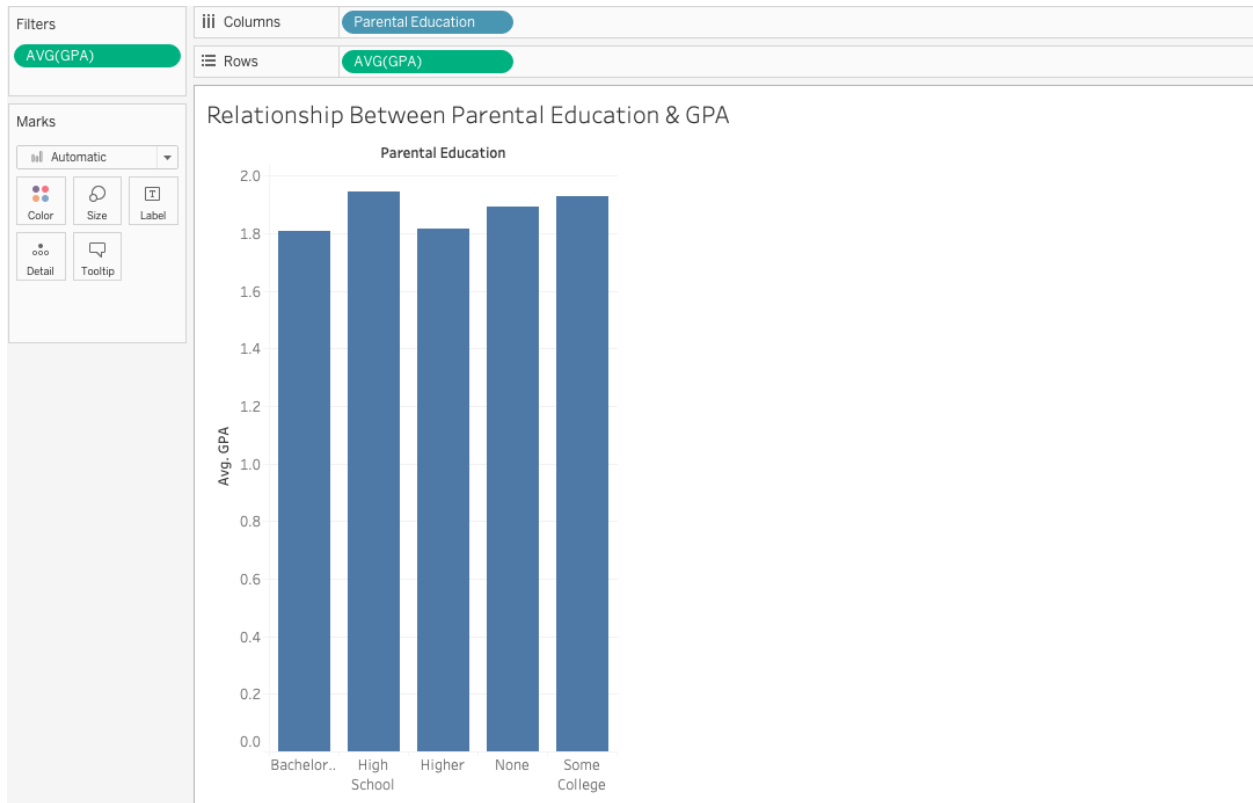 Filters
AVG(GPA)
Columns
Parental Education
Rows
AVG(GPA)
Marks
Automatic
Color
Size
T
Label
Detail
Tooltip
Relationship Between Parental Education & GPA
Parental Education
2.0
1.8
1.6
1.4
1.2
1.0
0.8
0.6
0.4
0.2
0.0
Avg. GPA
Bachelor..
High
School
Higher
None
Some
College